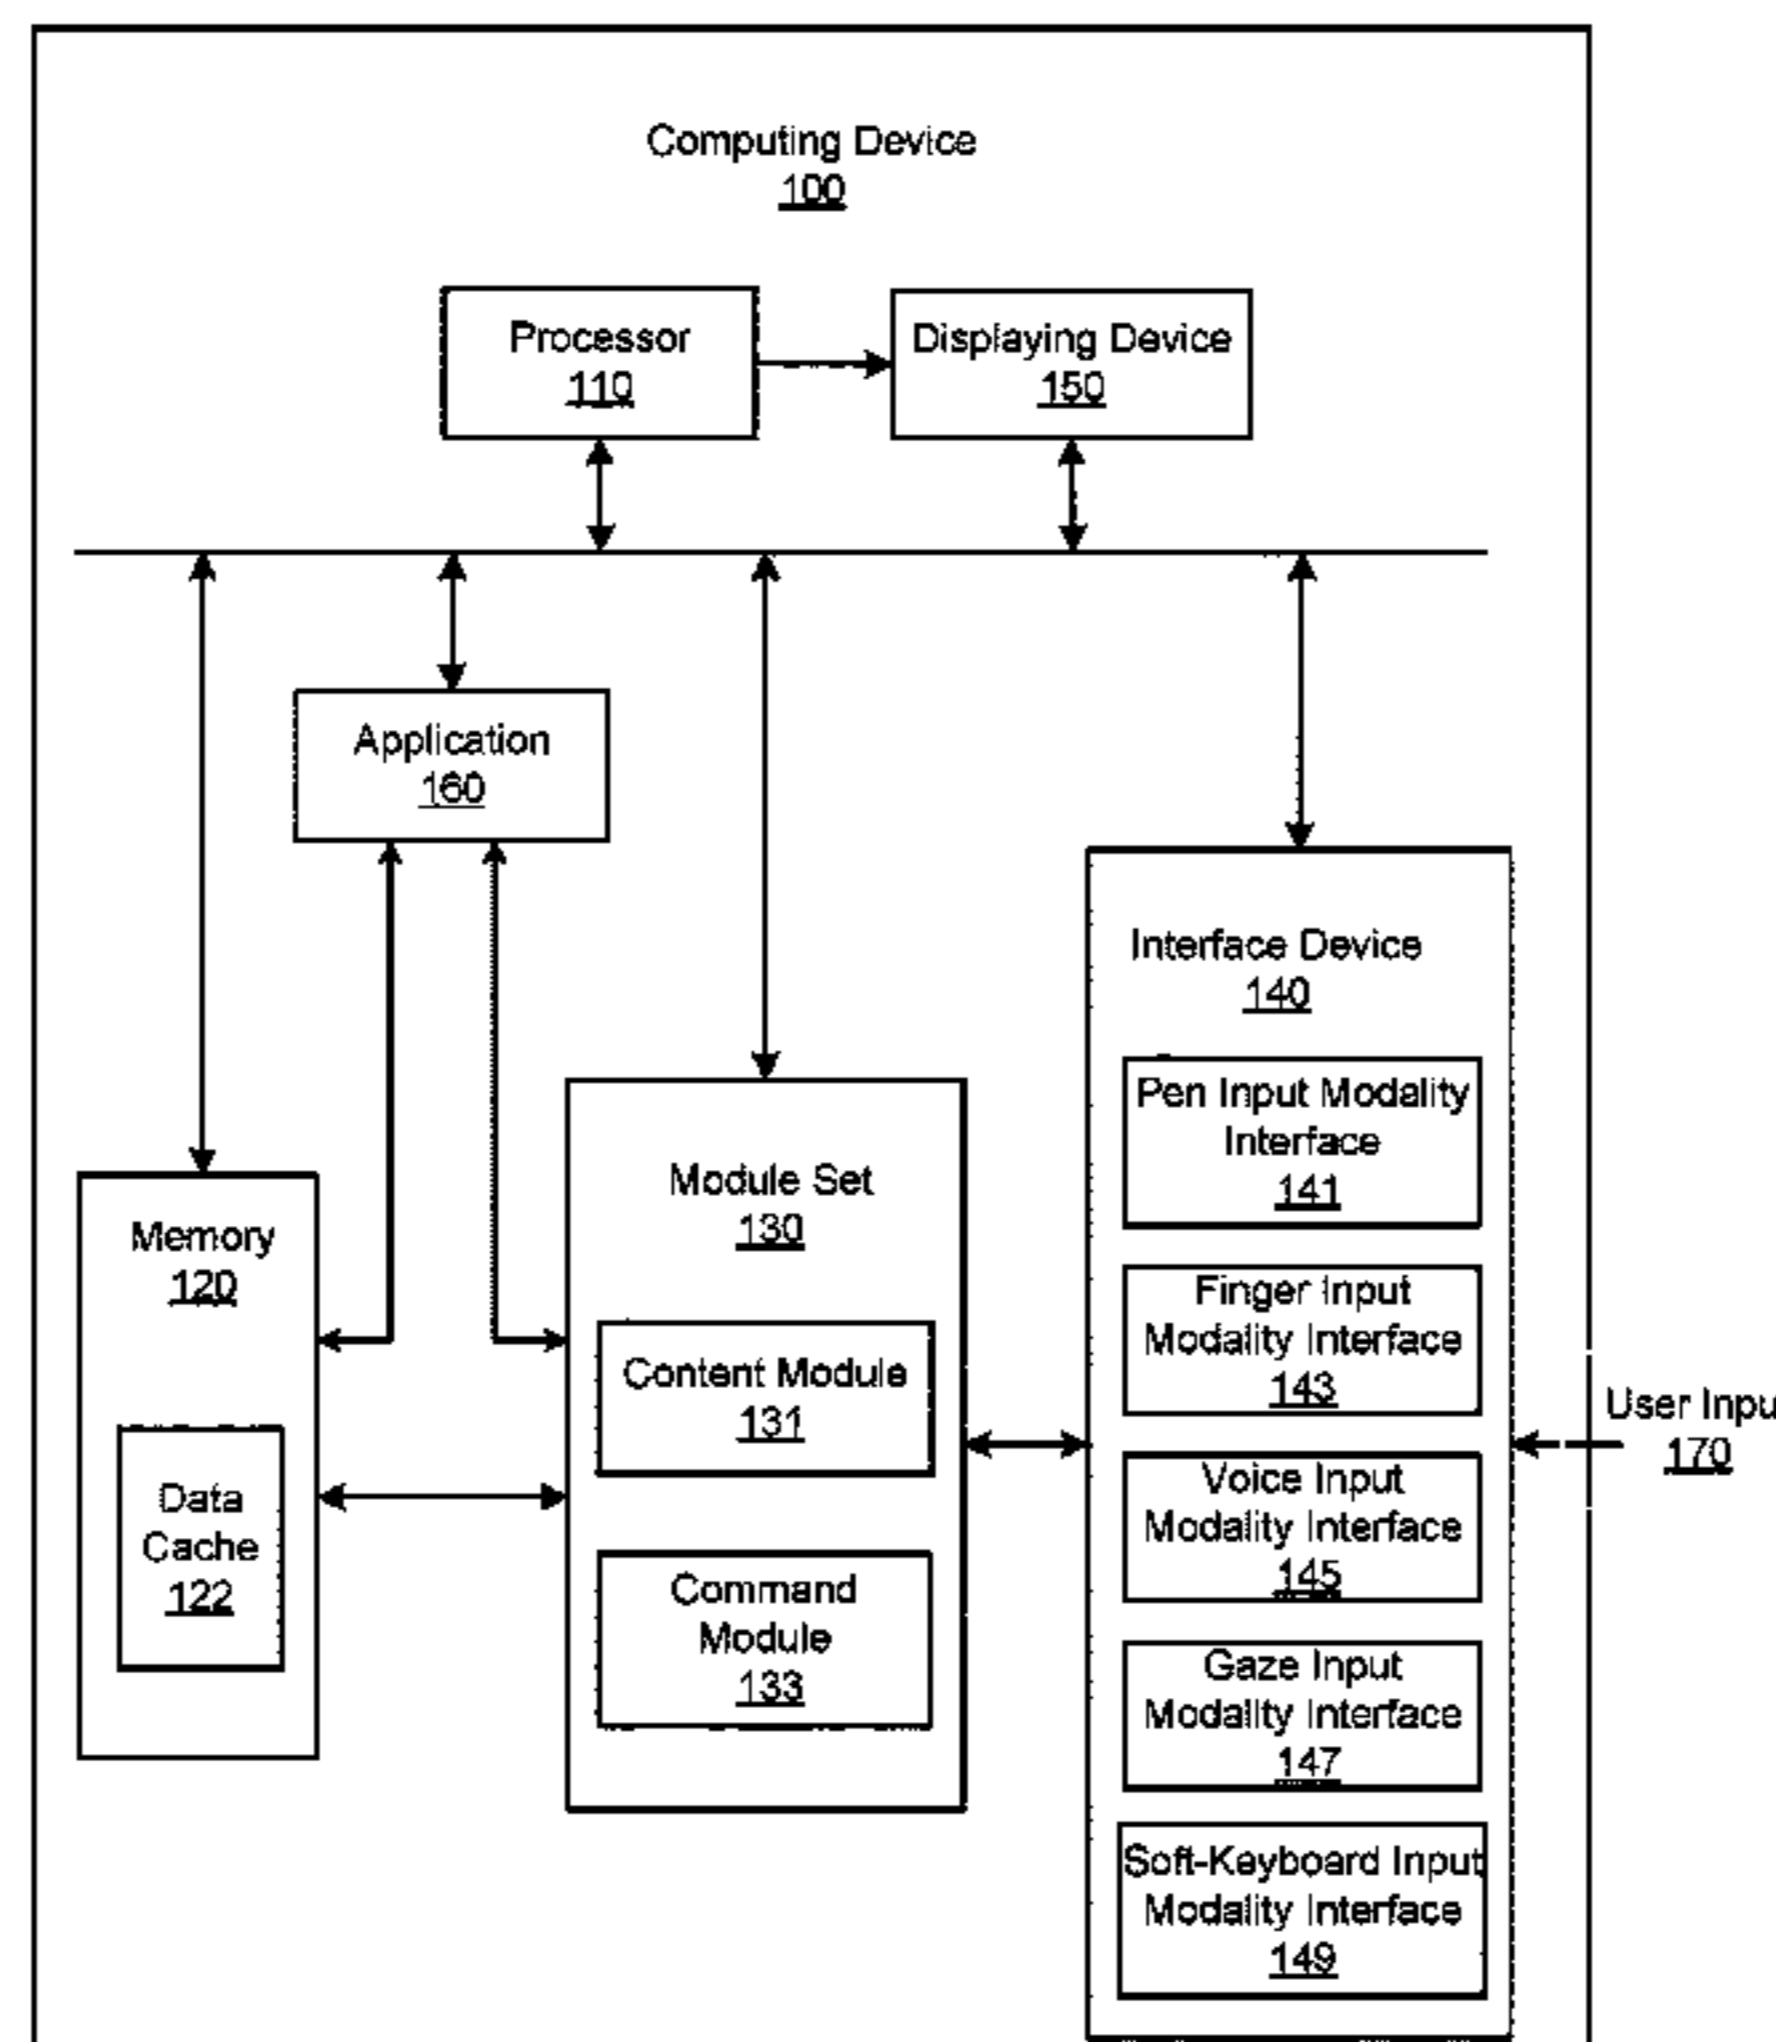 Computing Device
100
Processor
110
Displaying Device
150
Application
160
Interface Device
140
Pen Input Modality
Interface
141
Module Set
130
Memory
120
Finger Input
Modality Interface
143
Content Module
131
User Inpu
170
Voice Input
Modality Interface
145
Data
Cache
122
Command
Module
133
Gaze Input
Modality Interface
147
Soft-Keyboard Input
Modality Interface
149